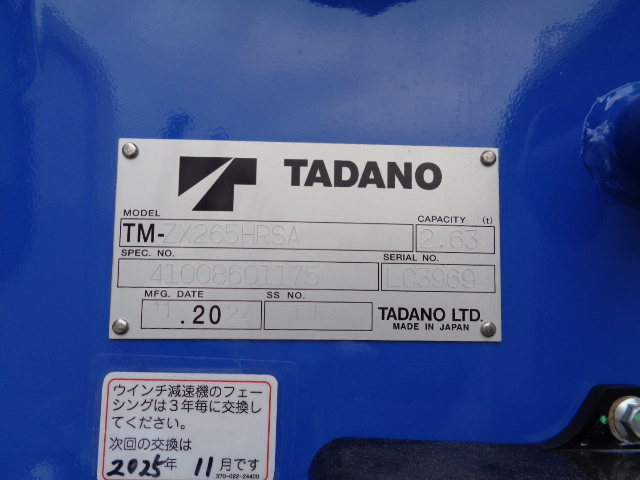 TADANO
MODEL
CAPACITY (t)
TM-ZX265HRSA
2.63
SPEC. NO.
SERIAL NO.
41008601175
LC3969
MFG. DATE
SS NO.
11.2024
TADANO LTD.
MADE IN JAPAN
ウインチ減速機のフェー
シングは3年毎に交換し
てください。
次回の交換は
2025年 11月です
370-022-24400